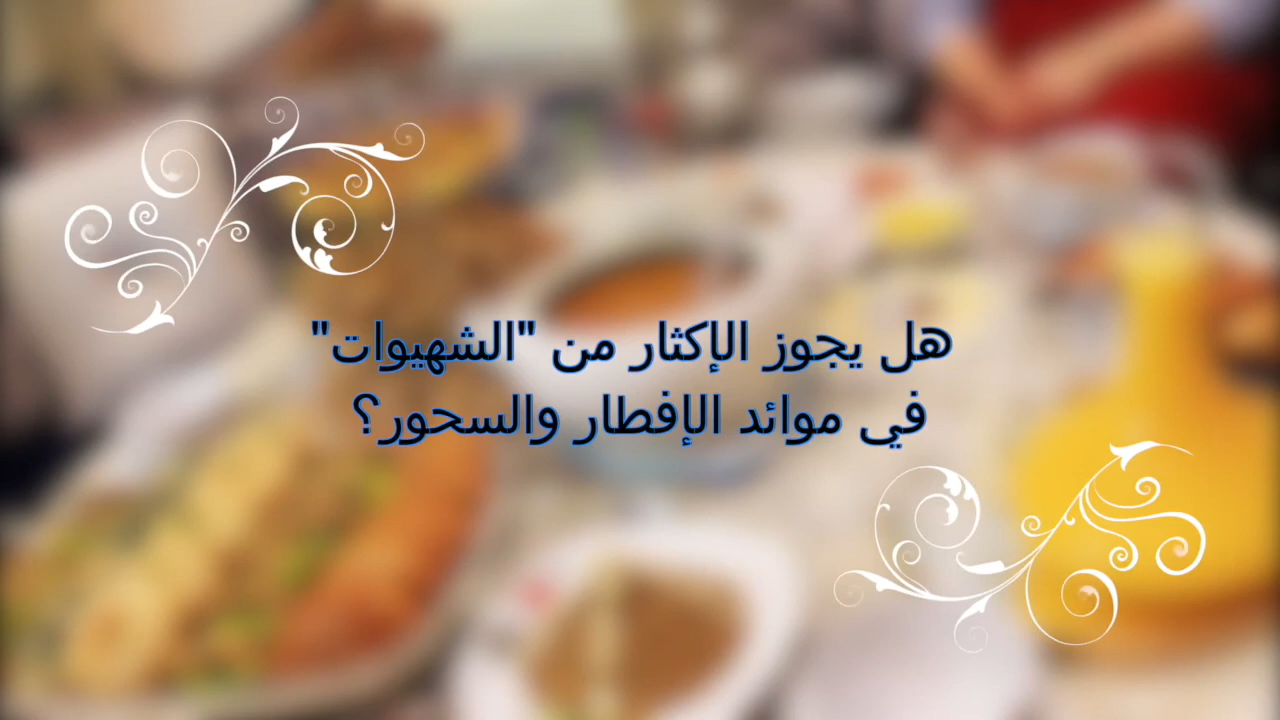 هل يجوز الإكثار من "الشهيوات"
في موائد الإفطار والسحور؟